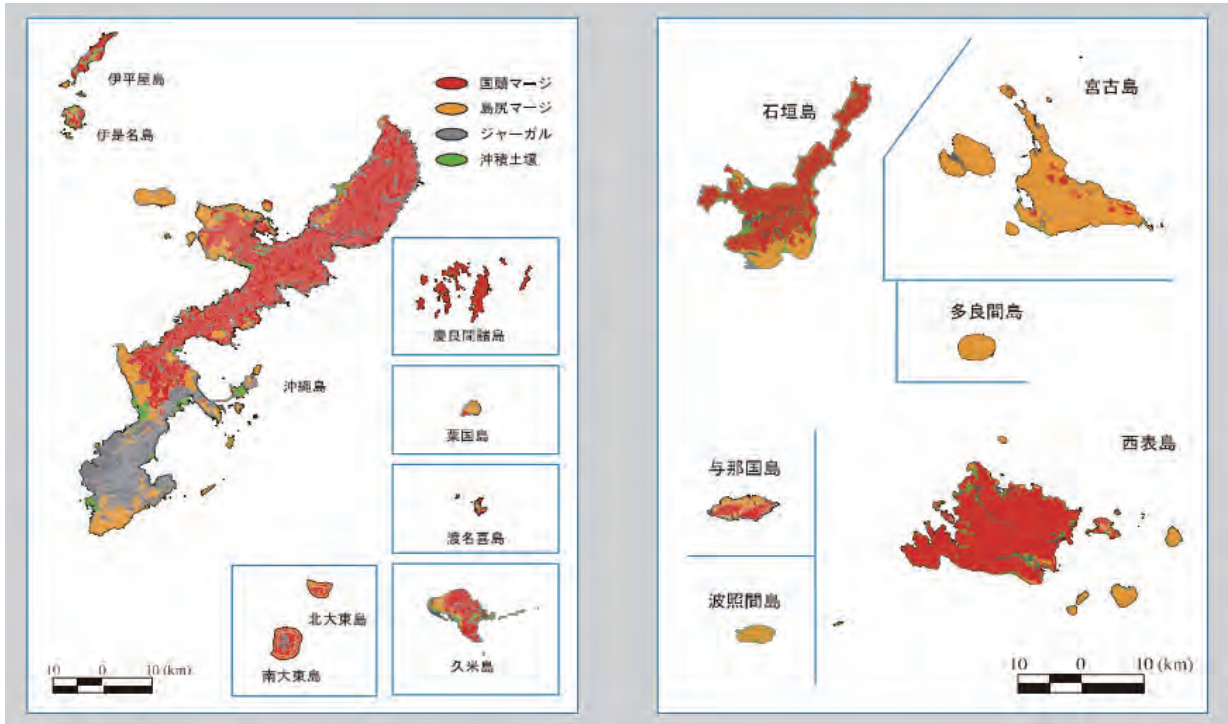 伊平屋島
伊是名島
国頭マージ
島尻マージ
ジャーガル
沖積土壌
慶良間諸島
沖縄島
粟国島
渡名喜島
北大東島
南大東島
久米島
10 0 10 (km)
石垣島
宮古島
多良間島
西表島
与那国島
波照間島
10 0 10 (km)